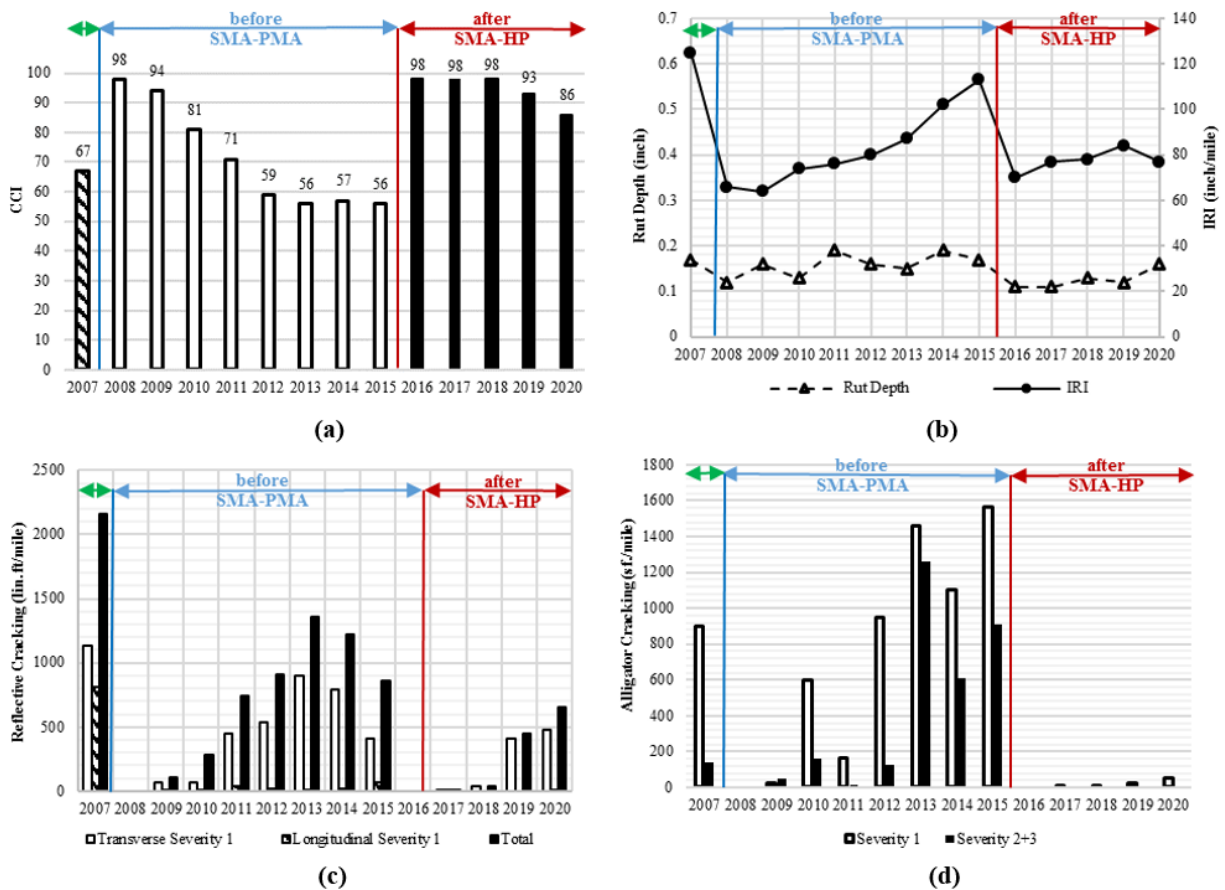 before
SMA-PMA
after
SMA-HP
CCI
100
90
80
70
60
50
40
30
20
10
0
67
98
94
81
71
59
56
57
56
98
98
98
93
86
2007 2008 2009 2010 2011 2012 2013 2014 2015 2016 2017 2018 2019 2020
(a)
before
SMA-PMA
after
SMA-HP
Rut Depth (inch)
0.7
0.6
0.5
0.4
0.3
0.2
0.1
0
IRI (inch/mile)
140
120
100
80
60
40
20
0
2007 2008 2009 2010 2011 2012 2013 2014 2015 2016 2017 2018 2019 2020
Rut Depth IRI
(b)
before
SMA-PMA
after
SMA-HP
Reflective Cracking (lin.ft/mile)
2500
2000
1500
1000
500
0
2007 2008 2009 2010 2011 2012 2013 2014 2015 2016 2017 2018 2019 2020
Transverse Severity 1 Longitudinal Severity 1 Total
(c)
before
SMA-PMA
after
SMA-HP
Alligator Cracking (sf./mile)
1800
1600
1400
1200
1000
800
600
400
200
0
2007 2008 2009 2010 2011 2012 2013 2014 2015 2016 2017 2018 2019 2020
Severity 1 Severity 2+3
(d)